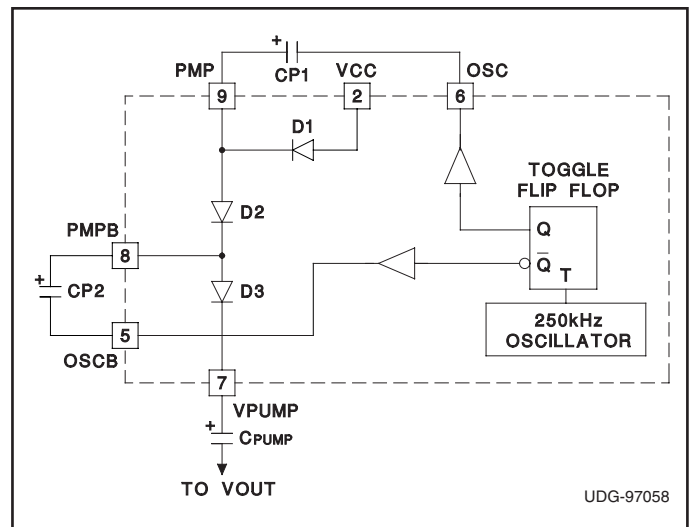 +
CP1
PMP
VCC
OSC
9
2
6
D1
TOGGLE
FLIP FLOP
D2
Q
PMPB
8
Q̅
T
+
CP2
D3
250kHz
OSCILLATOR
5
OSCB
7
VPUMP
+
CPUMP
TO VOUT
UDG-97058